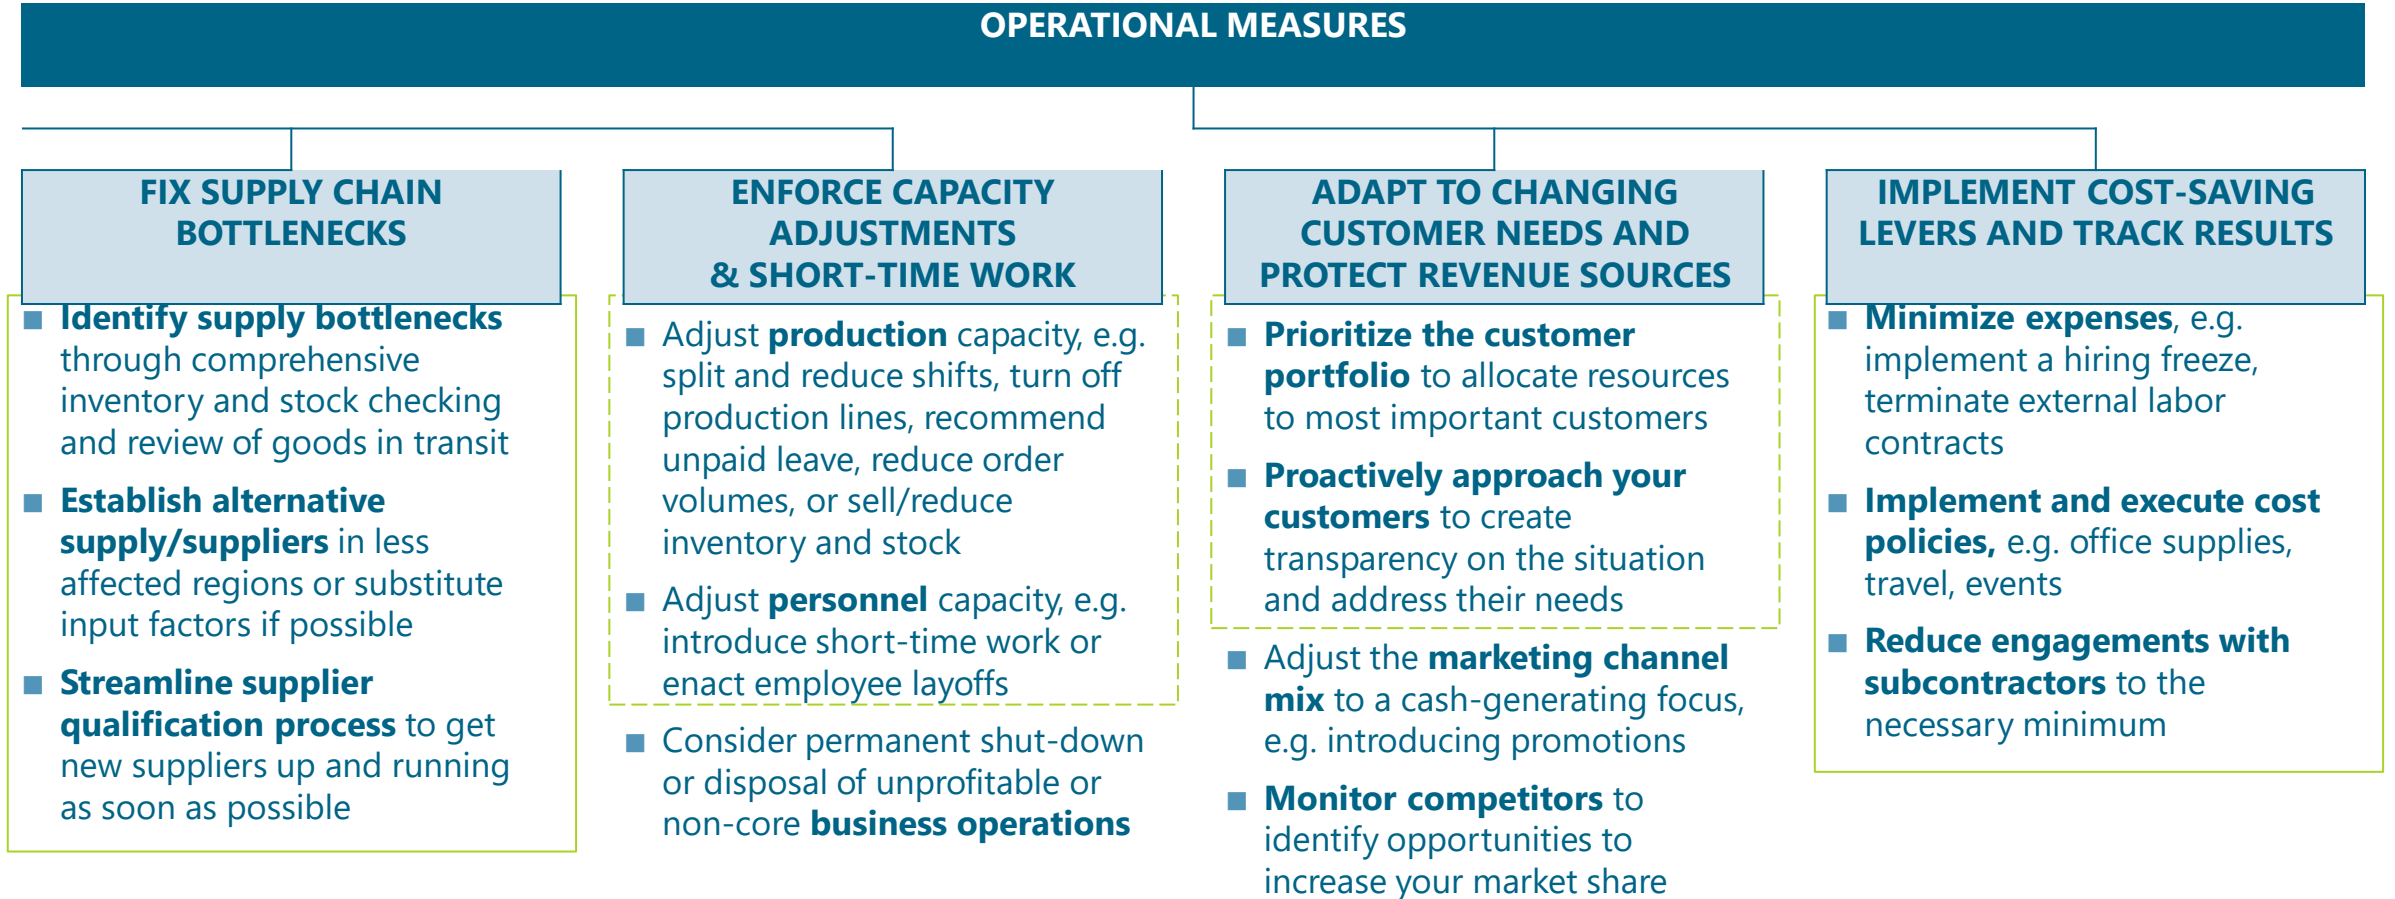 OPERATIONAL MEASURES
FIX SUPPLY CHAIN
BOTTLENECKS
■ Identify supply bottlenecks
through comprehensive
inventory and stock checking
and review of goods in transit
■ Establish alternative
supply/suppliers in less
affected regions or substitute
input factors if possible
■ Streamline supplier
qualification process to get
new suppliers up and running
as soon as possible
ENFORCE CAPACITY
ADJUSTMENTS
& SHORT-TIME WORK
■ Adjust production capacity, e.g.
split and reduce shifts, turn off
production lines, recommend
unpaid leave, reduce order
volumes, or sell/reduce
inventory and stock
■ Adjust personnel capacity, e.g.
introduce short-time work or
enact employee layoffs
■ Consider permanent shut-down
or disposal of unprofitable or
non-core business operations
ADAPT TO CHANGING
CUSTOMER NEEDS AND
PROTECT REVENUE SOURCES
■ Prioritize the customer
portfolio to allocate resources
to most important customers
■ Proactively approach your
customers to create
transparency on the situation
and address their needs
■ Adjust the marketing channel
mix to a cash-generating focus,
e.g. introducing promotions
■ Monitor competitors to
identify opportunities to
increase your market share
IMPLEMENT COST-SAVING
LEVERS AND TRACK RESULTS
■ Minimize expenses, e.g.
implement a hiring freeze,
terminate external labor
contracts
■ Implement and execute cost
policies, e.g. office supplies,
travel, events
■ Reduce engagements with
subcontractors to the
necessary minimum